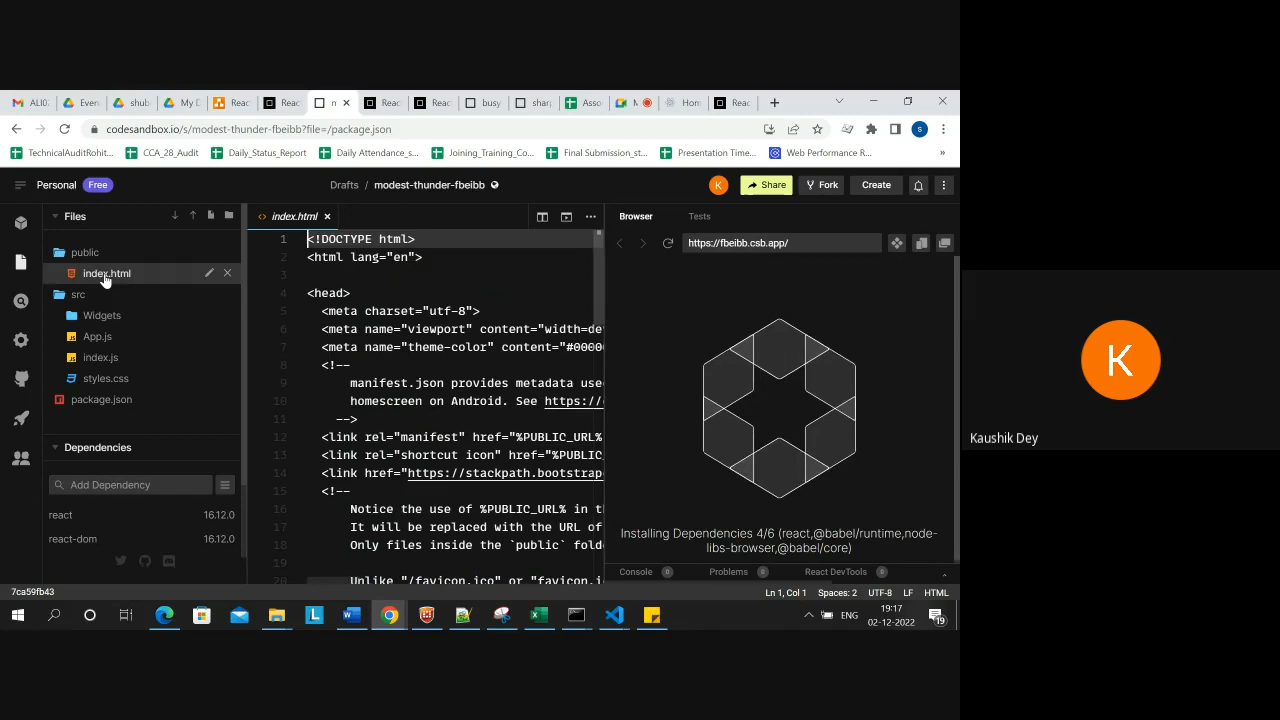 ALI0:
Even
shub
My D
Reac
Reac
n
Reac
Reac
busy
shar
Asso
M
Hom
Reac
codesandbox.io/s/modest-thunder-fbeibb?file=/package.json
S
TechnicalAuditRohit...
CCA_28_Audit
Daily_Status_Report
Daily Attendance_s...
Joining_Training_Co...
Final Submission_st...
Presentation Time...
Web Performance R...
»
Personal
Free
Drafts / modest-thunder-fbeibb
K
Share
Fork
Create
Files
index.html
Browser
Tests
public
index.html
src
Widgets
App.js
index.js
styles.css
package.json
Dependencies
Add Dependency
react 16.12.0
react-dom 16.12.0
1 <!DOCTYPE html>
2 <html lang="en">
3
4 <head>
5 <meta charset="utf-8">
6 <meta name="viewport" content="width=de
7 <meta name="theme-color" content="#0000
8 <!--
9 manifest.json provides metadata use
10 homescreen on Android. See https://
11 -->
12 <link rel="manifest" href="%PUBLIC_URL%
13 <link rel="shortcut icon" href="%PUBLIC_
14 <link href="https://stackpath.bootstrap
15 <!--
16 Notice the use of %PUBLIC_URL% in th
17 It will be replaced with the URL of
18 Only files inside the `public` fold
19
20 Unlike "/favicon.ico" or "favicon.i
https://fbeibb.csb.app/
Installing Dependencies 4/6 (react,@babel/runtime,node-
libs-browser,@babel/core)
Console 0
Problems 0
React DevTools 0
7ca59fb43
Ln 1, Col 1
Spaces: 2
UTF-8
LF
HTML
L
ENG
19:17
02-12-2022
19
K
Kaushik Dey